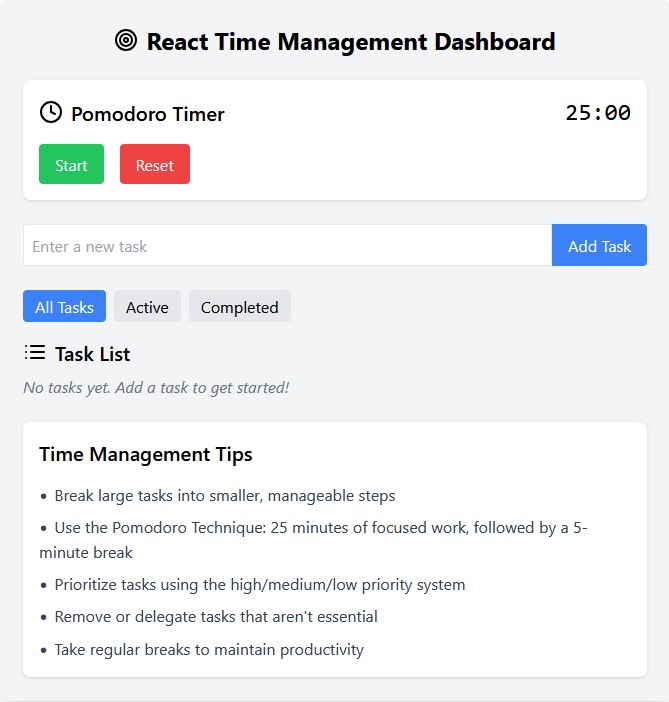 React Time Management Dashboard
Pomodoro Timer
25:00
Start
Reset
Enter a new task
Add Task
All Tasks
Active
Completed
Task List
No tasks yet. Add a task to get started!
Time Management Tips
• Break large tasks into smaller, manageable steps
• Use the Pomodoro Technique: 25 minutes of focused work, followed by a 5-
minute break
• Prioritize tasks using the high/medium/low priority system
• Remove or delegate tasks that aren't essential
• Take regular breaks to maintain productivity